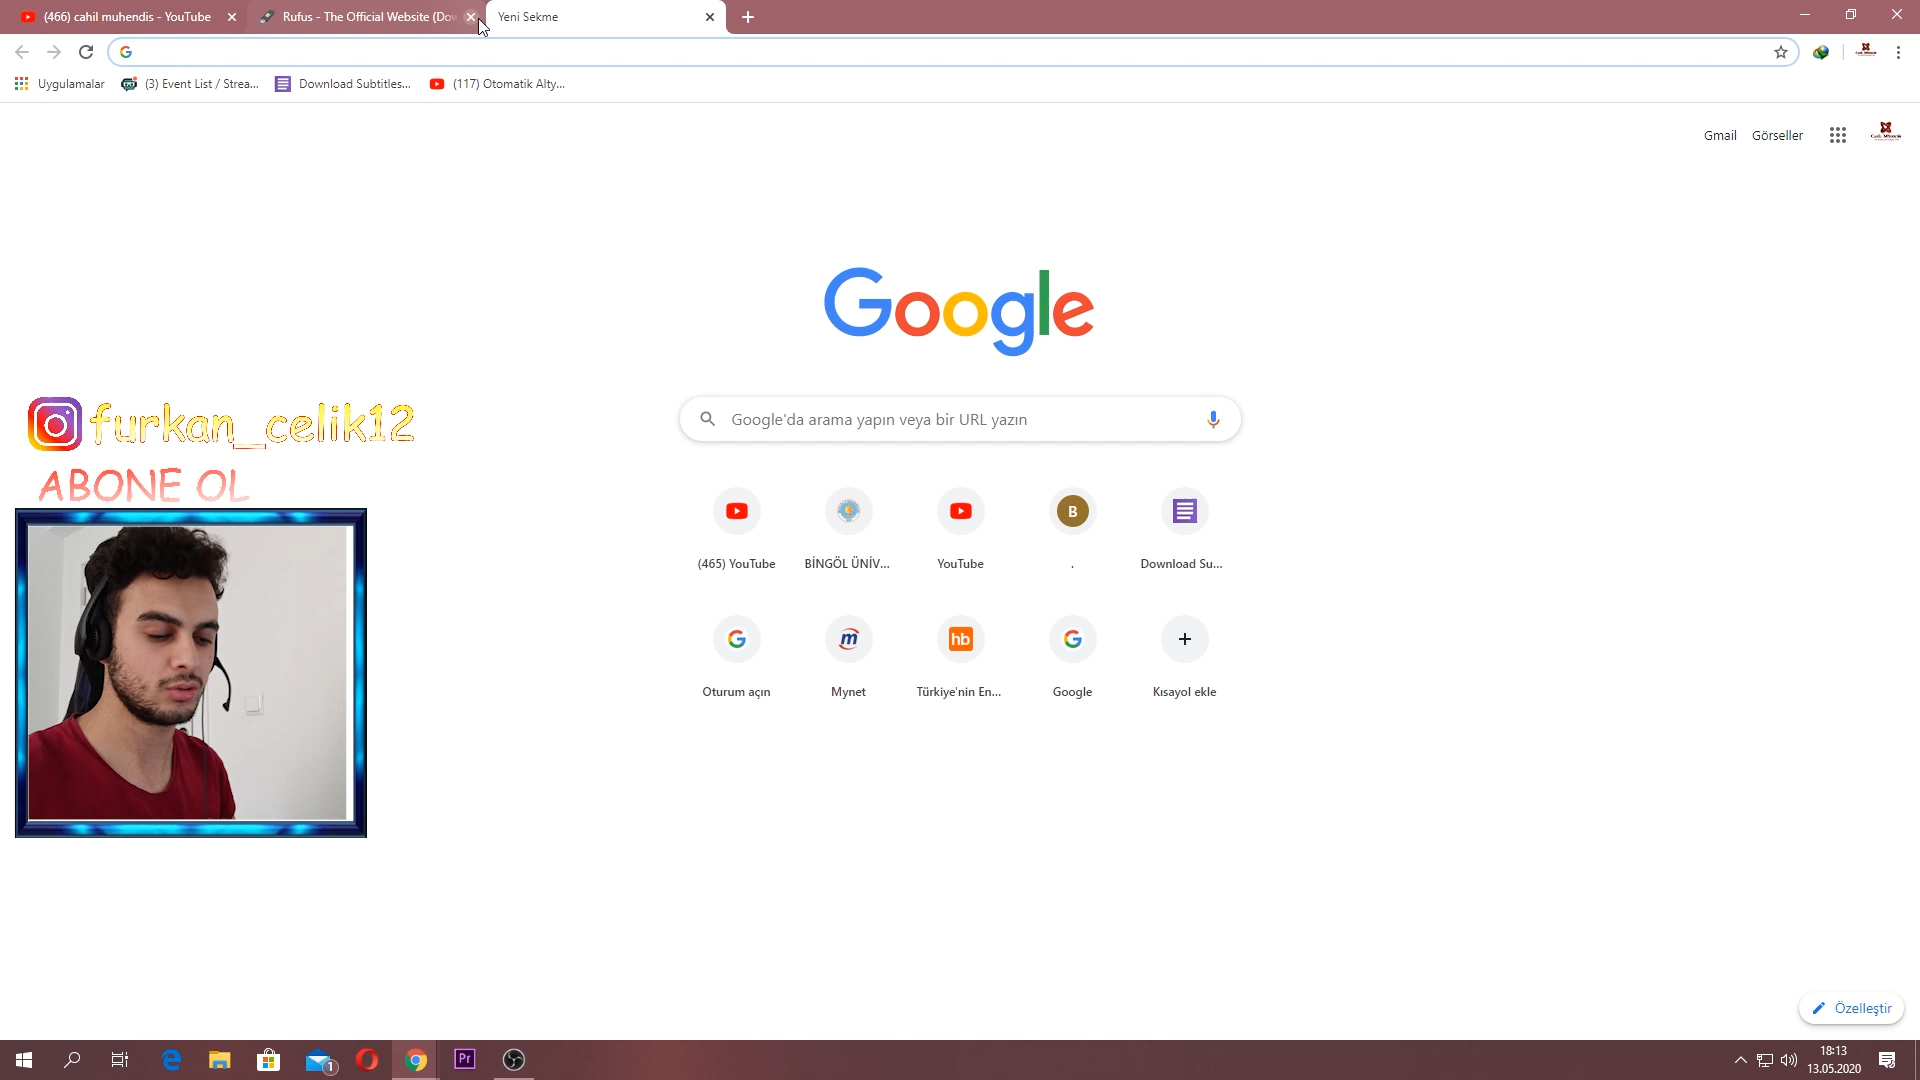 (466) cahil muhendis - YouTube
Rufus - The Official Website (Dow
Yeni Sekme
Uygulamalar
(3) Event List / Strea...
Download Subtitles...
(117) Otomatik Alty...
Gmail
Görseller
Google
furkan_celik12
ABONE OL
Google'da arama yapın veya bir URL yazın
(465) YouTube
BİNGÖL ÜNİV...
YouTube
B
.
Download Su...
hb
Oturum açın
Mynet
Türkiye'nin En...
Google
Kısayol ekle
Özelleştir
1
Pr
18:13
13.05.2020